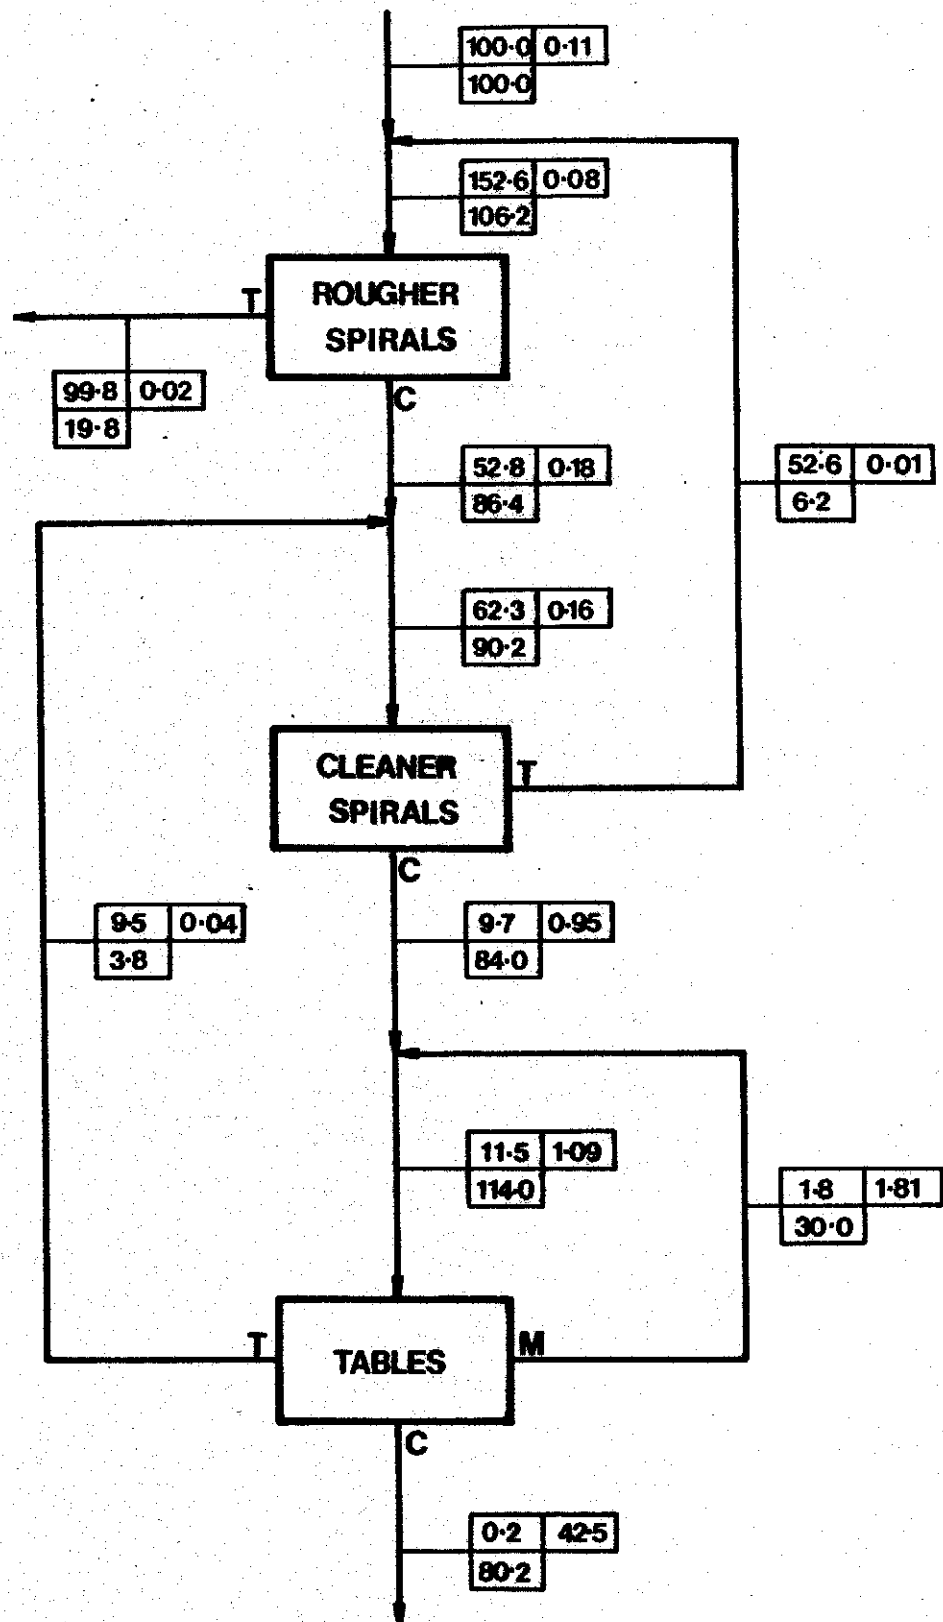 100·0 0·11
100·0
152·6 0·08
106·2
ROUGHER
SPIRALS
T
C
99·8 0·02
19·8
52·8 0·18
86·4
52·6 0·01
6·2
62·3 0·16
90·2
CLEANER
SPIRALS
T
C
9·5 0·04
3·8
9·7 0·95
84·0
11·5 1·09
114·0
1·8 1·81
30·0
T
M
TABLES
C
0·2 42·5
80·2